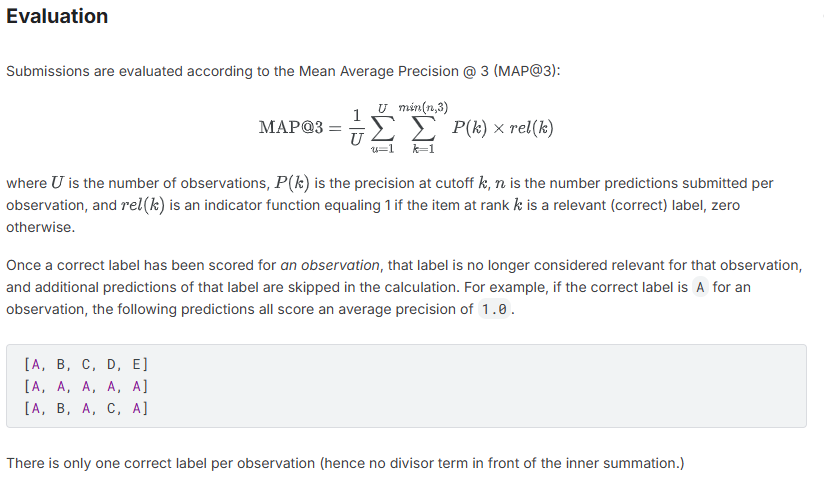 Evaluation
Submissions are evaluated according to the Mean Average Precision @ 3 (MAP@3):
MAP@3 = \frac{1}{U} \sum_{u=1}^{U} \sum_{k=1}^{min(n,3)} P(k) × rel(k)
where U is the number of observations, P(k) is the precision at cutoff k, n is the number predictions submitted per
observation, and rel(k) is an indicator function equaling 1 if the item at rank k is a relevant (correct) label, zero
otherwise.
Once a correct label has been scored for an observation, that label is no longer considered relevant for that observation,
and additional predictions of that label are skipped in the calculation. For example, if the correct label is A for an
observation, the following predictions all score an average precision of 1.0 .
[A, B, C, D, E]
[A, A, A, A, A]
[A, B, A, C, A]
There is only one correct label per observation (hence no divisor term in front of the inner summation.)